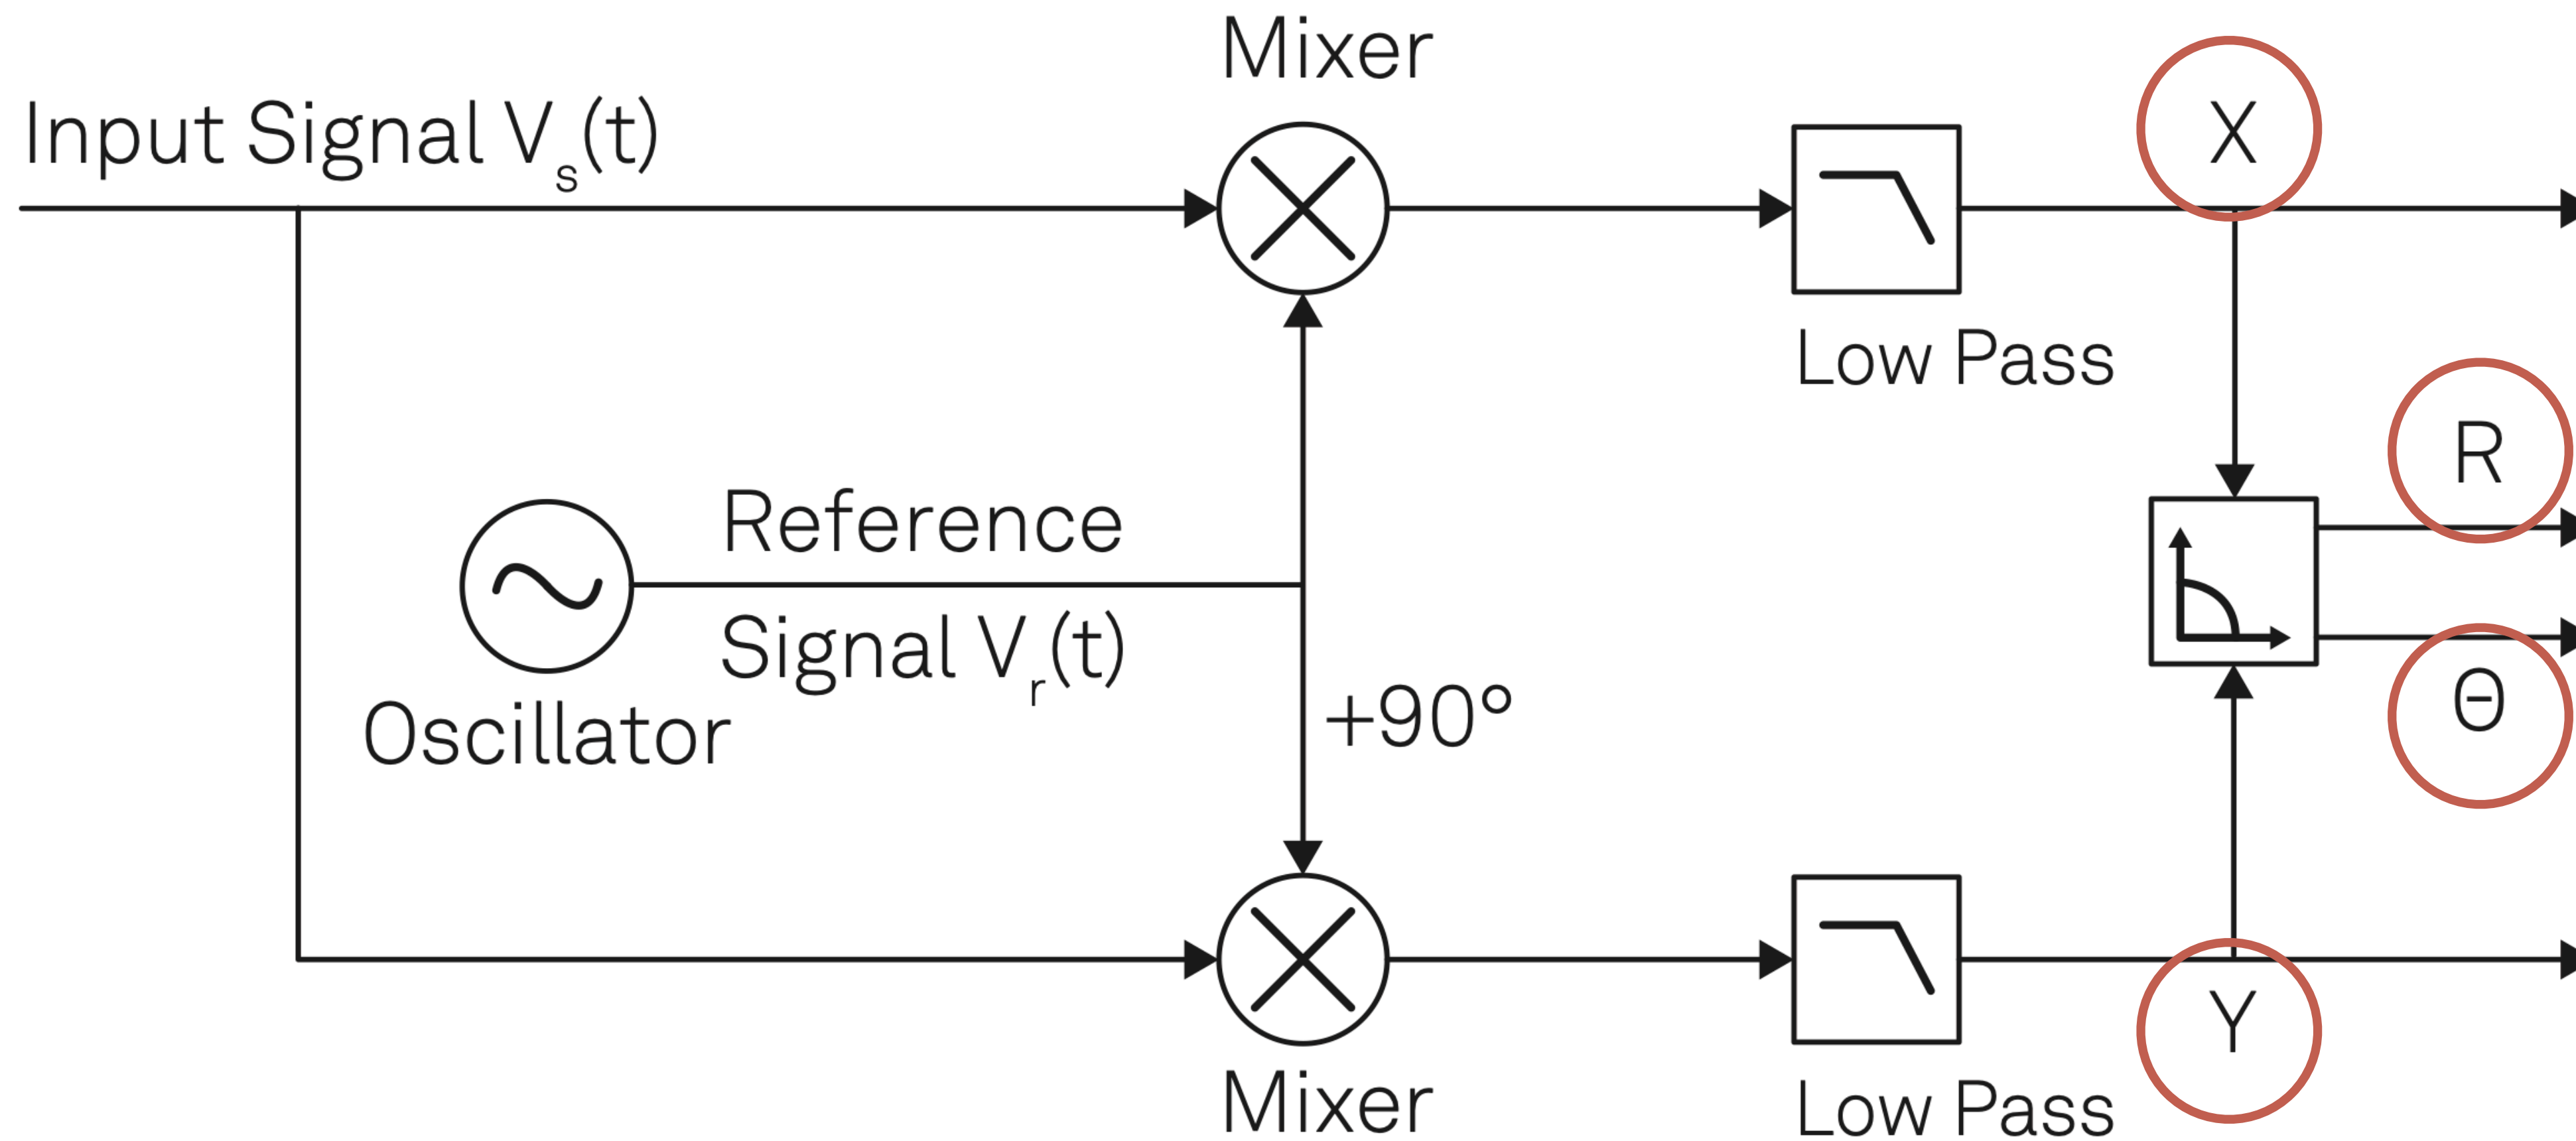 Mixer
Input Signal Vs(t)
X
Low Pass
R
Reference
Signal Vr(t)
Θ
+90°
Oscillator
Y
Mixer
Low Pass